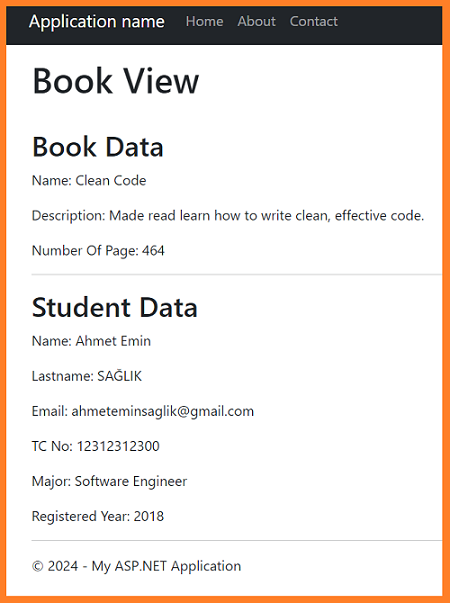 Application name Home About Contact
Book View
Book Data
Name: Clean Code
Description: Made read learn how to write clean, effective code.
Number Of Page: 464
Student Data
Name: Ahmet Emin
Lastname: SAĞLIK
Email: ahmeteminsaglik@gmail.com
TC No: 12312312300
Major: Software Engineer
Registered Year: 2018
© 2024 - My ASP.NET Application